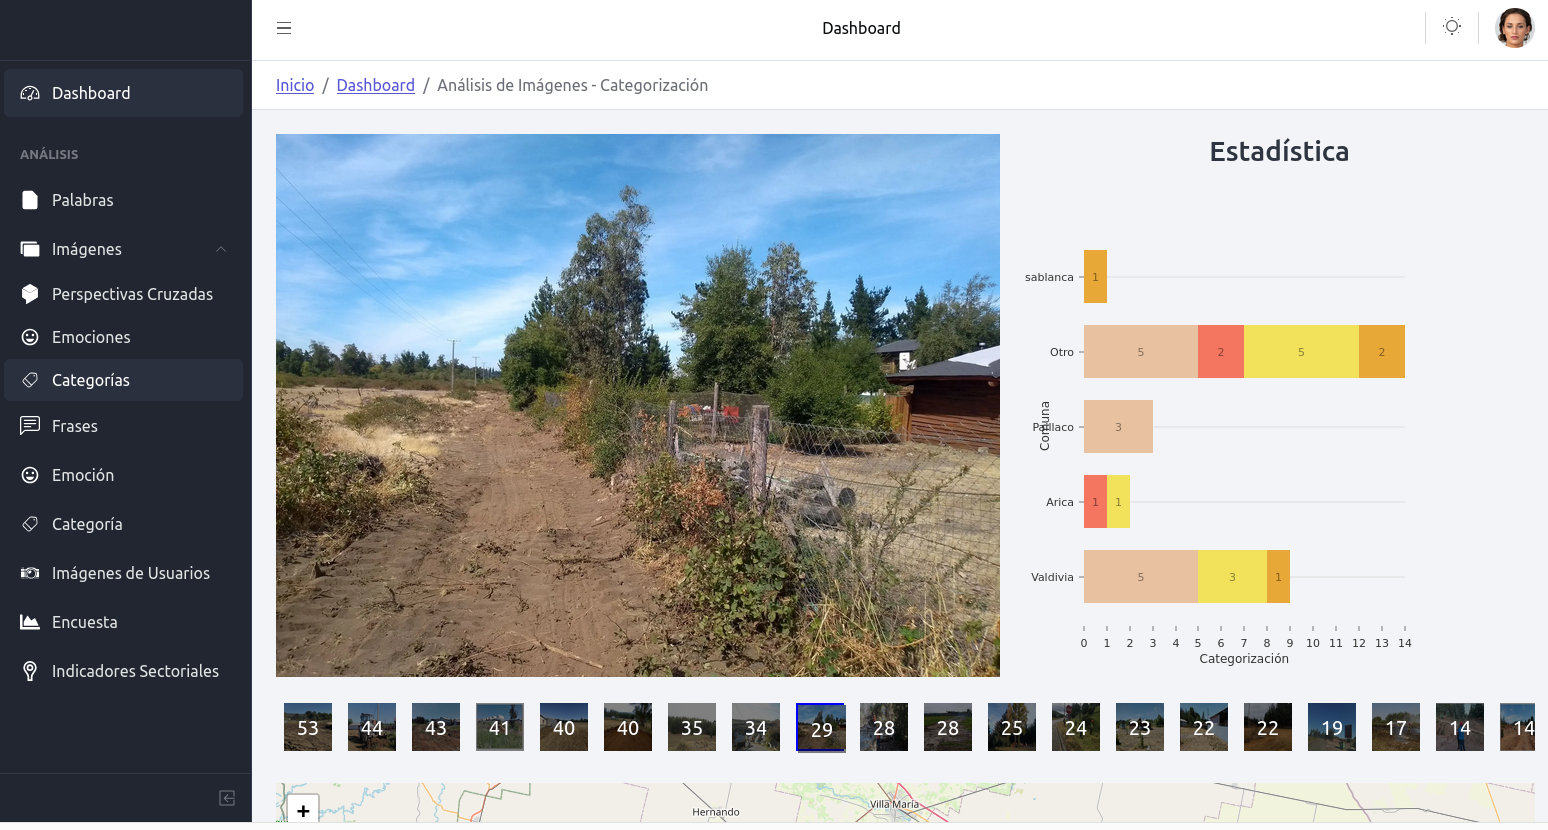 Dashboard
Inicio / Dashboard / Análisis de Imágenes - Categorización
Dashboard
ANÁLISIS
Palabras
Imágenes
Perspectivas Cruzadas
Emociones
Categorías
Frases
Emoción
Categoría
Imágenes de Usuarios
Encuesta
Indicadores Sectoriales
Estadística
sablanca
1
Otro
5 2 5 2
Comuna
Paillaco
3
Arica
1 1
Valdivia
5 3 1
0 1 2 3 4 5 6 7 8 9 10 11 12 13 14
Categorización
53 44 43 41 40 40 35 34 29 28 28 25 24 23 22 22 19 17 14 14
+
Hernando
Villa María